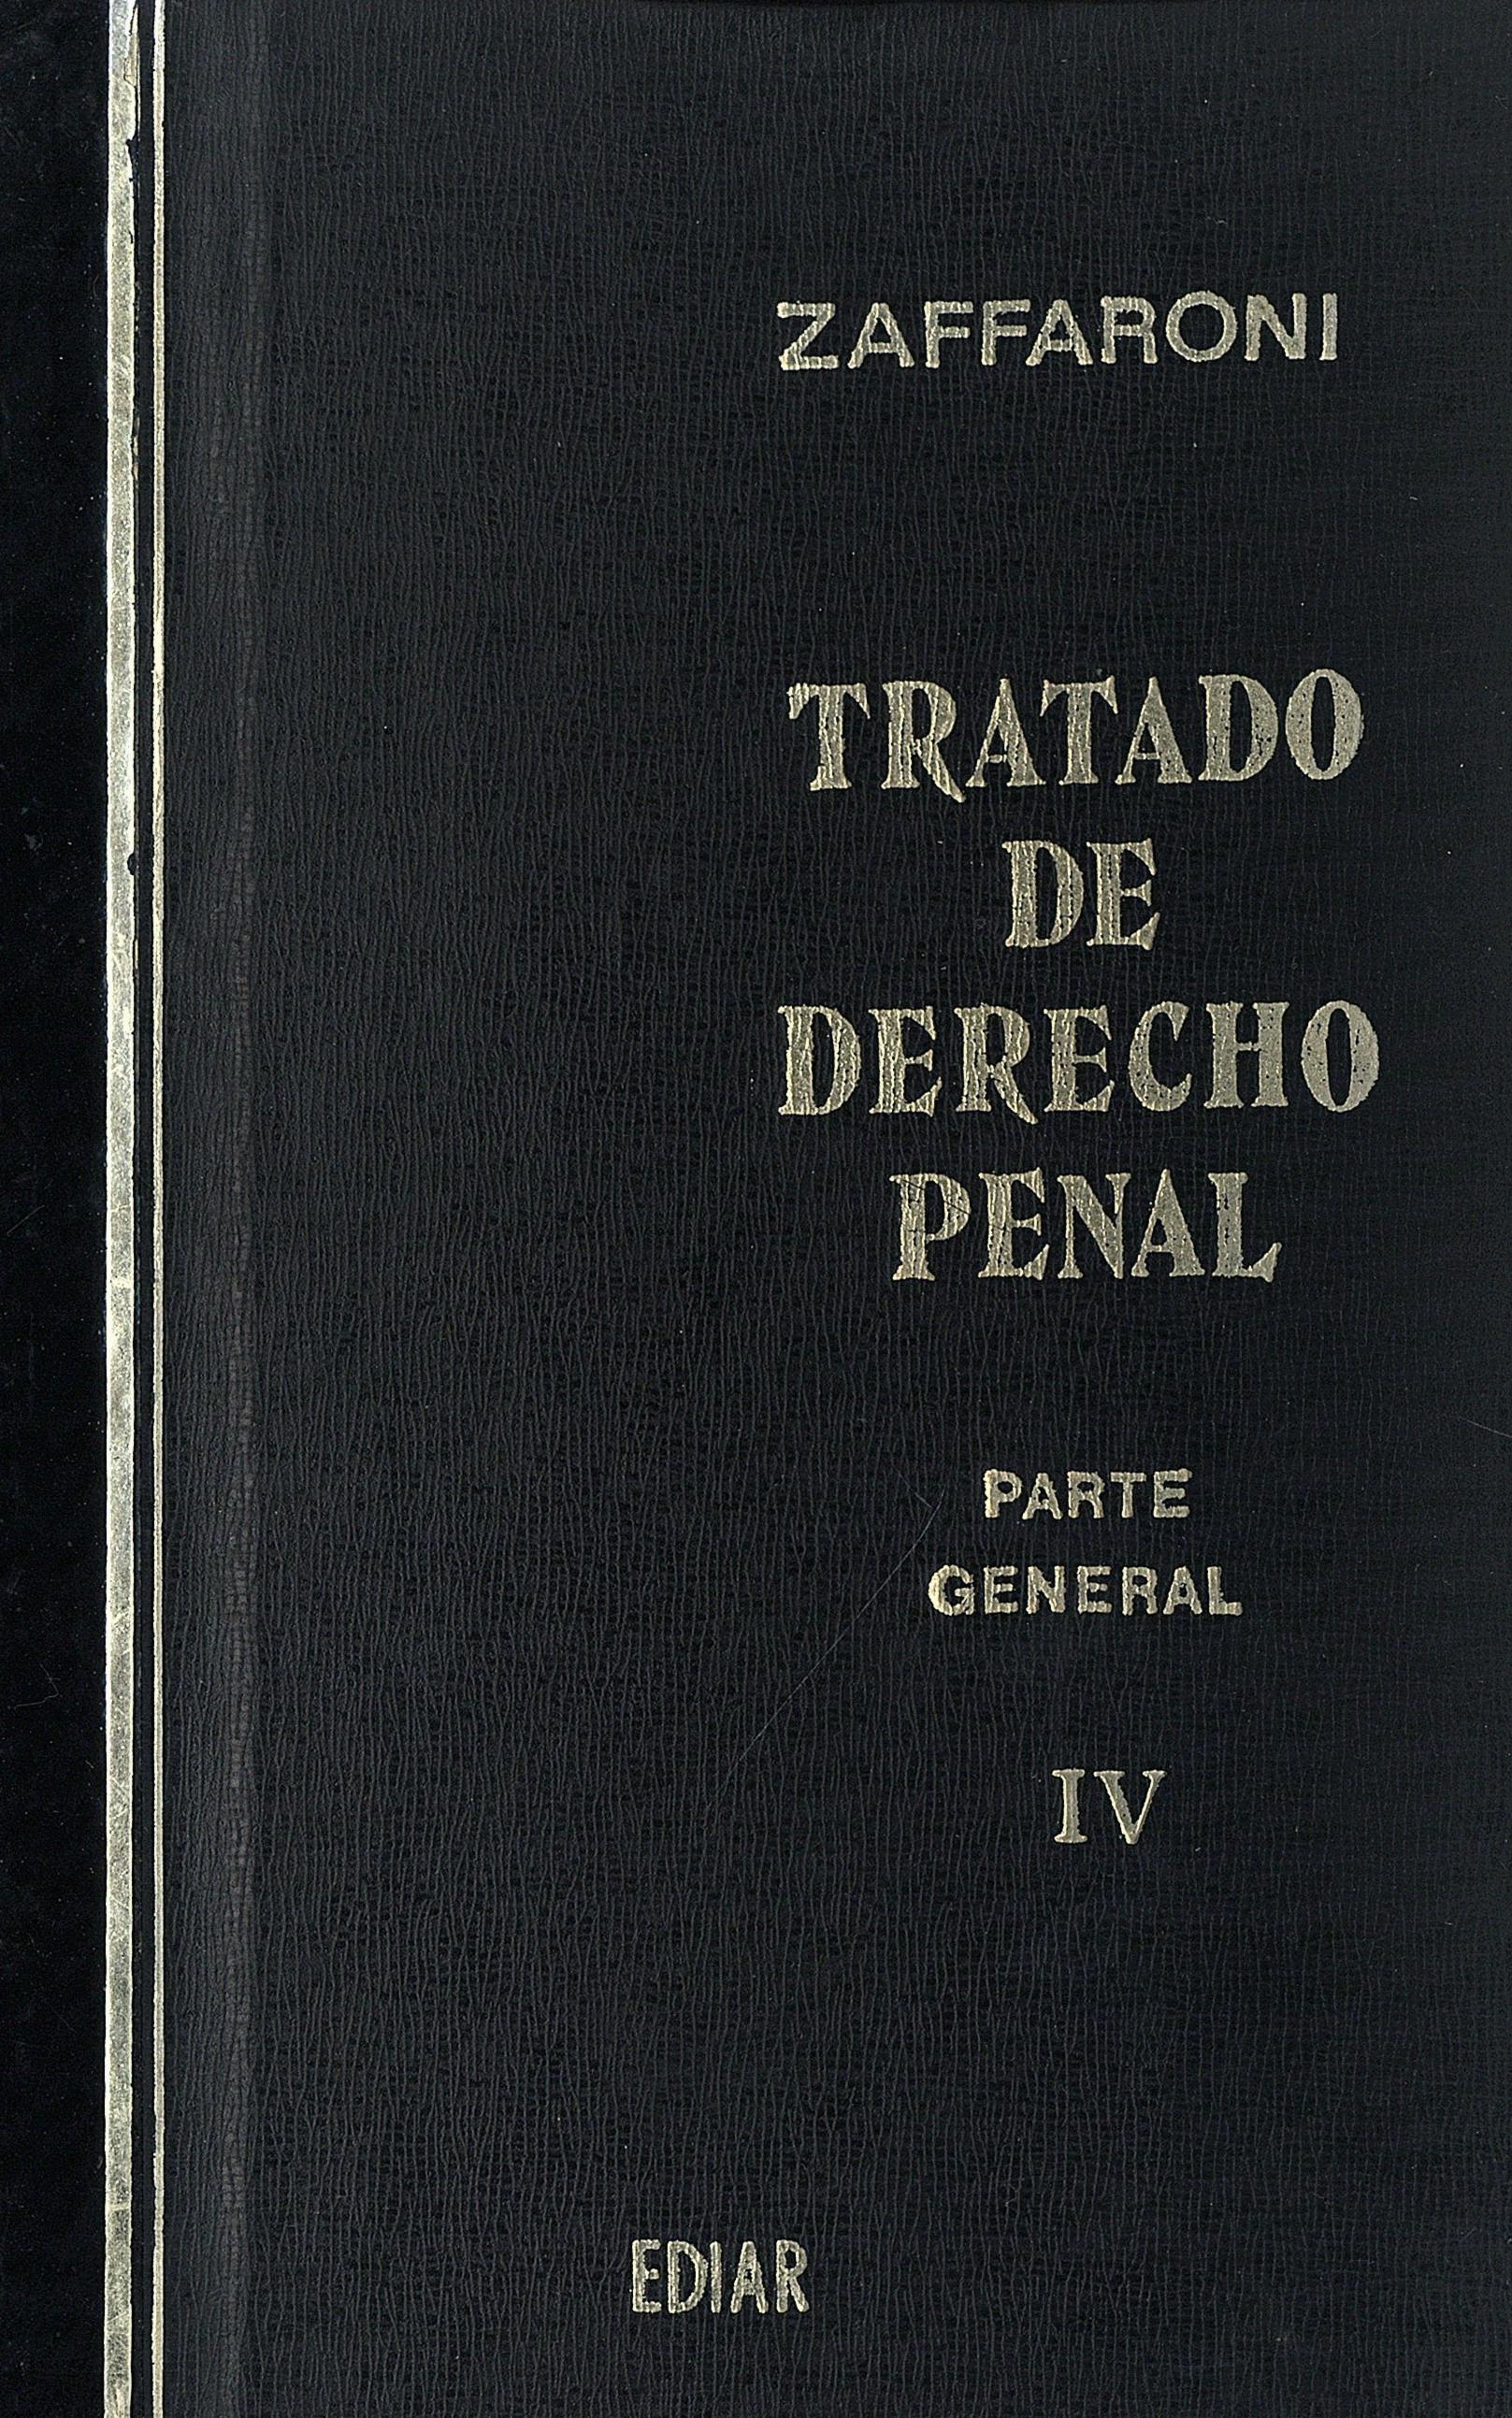 ZAFFARONI
TRATADO
DE
DERECHO
PENAL
PARTE
GENERAL
IV
EDIAR